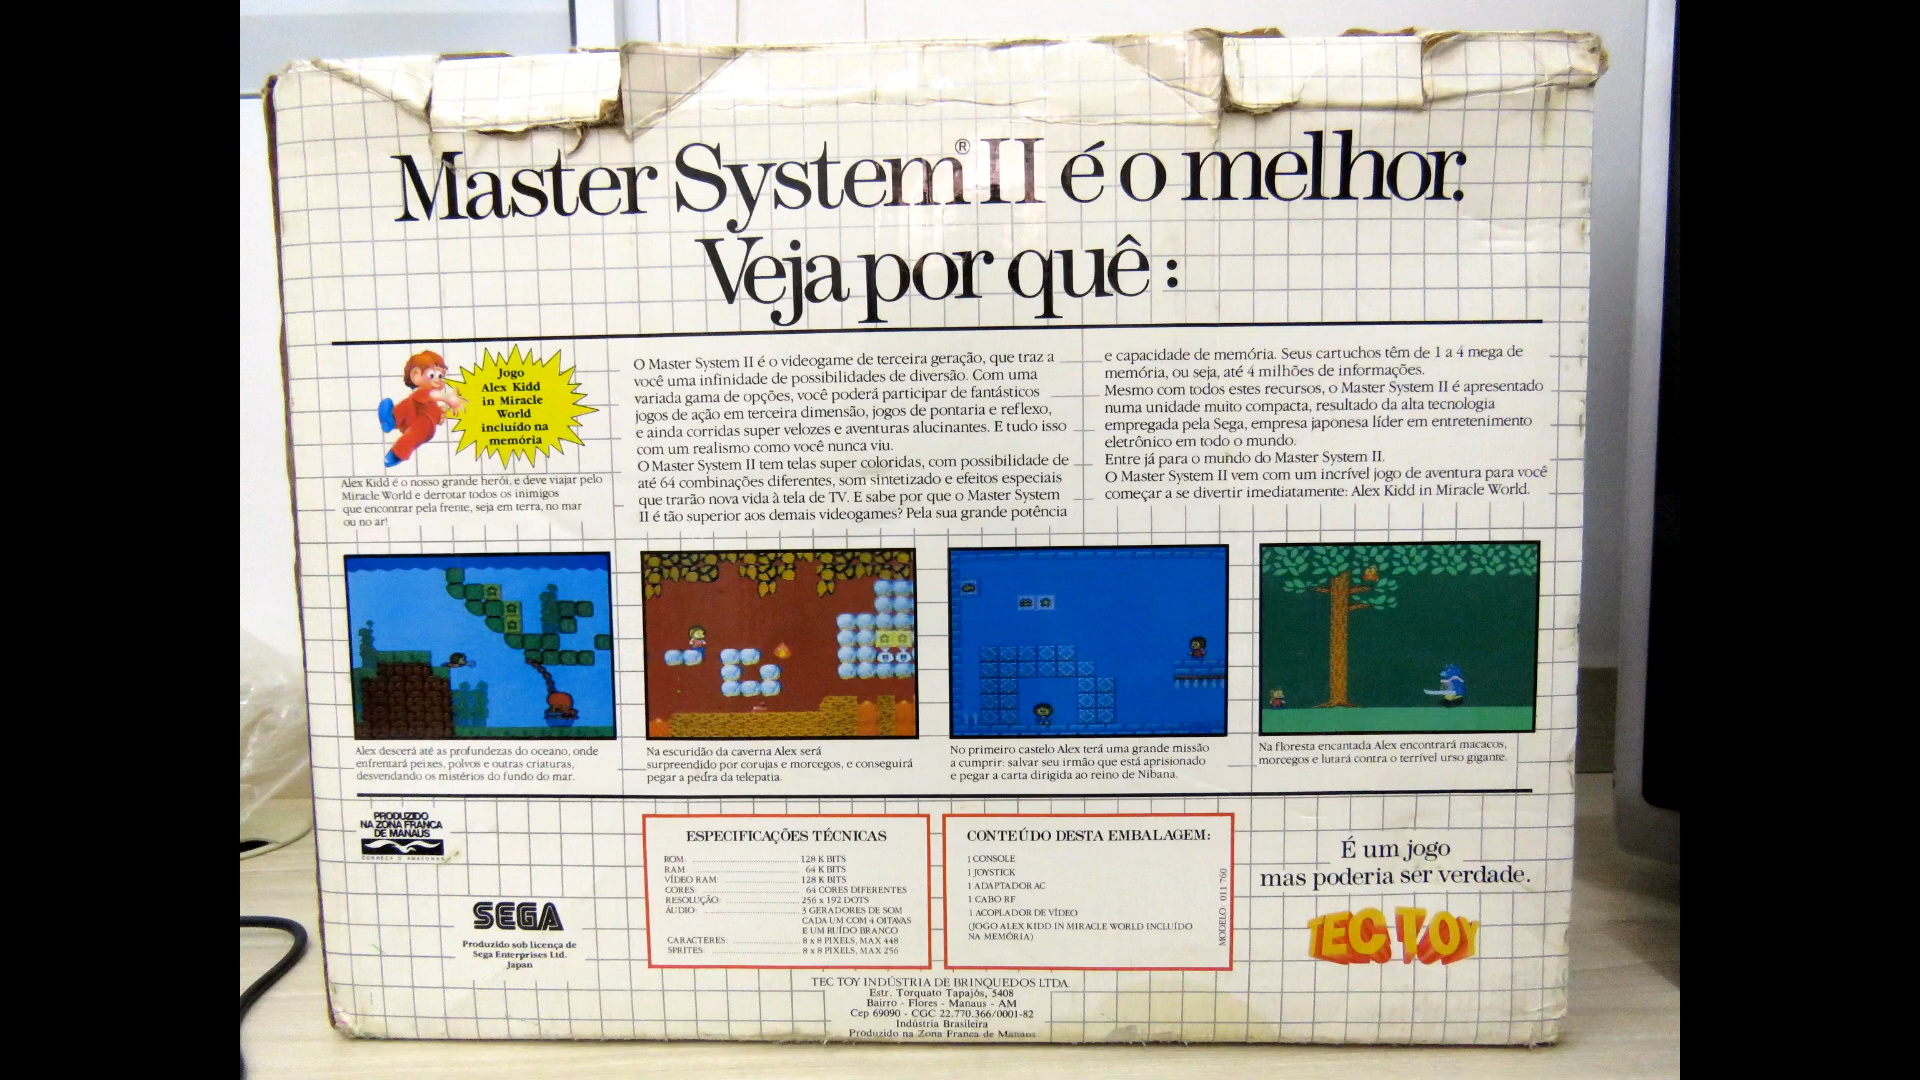 Master System® II é o melhor.
Veja por quê:
Jogo
Alex Kidd
in Miracle
World
incluído na
memória
Alex Kidd é o nosso grande herói, e deve viajar pelo
Miracle World e derrotar todos os inimigos
que encontrar pela frente, seja em terra, no mar
ou no ar!
O Master System II é o videogame de terceira geração, que traz a
você uma infinidade de possibilidades de diversão. Com uma
variada gama de opções, você poderá participar de fantásticos
jogos de ação em terceira dimensão, jogos de pontaria e reflexo,
e ainda corridas super velozes e aventuras alucinantes. E tudo isso
com um realismo como você nunca viu.
O Master System II tem telas super coloridas, com possibilidade de
até 64 combinações diferentes, som sintetizado e efeitos especiais
que trarão nova vida à tela de TV. E sabe por que o Master System
II é tão superior aos demais videogames? Pela sua grande potência
e capacidade de memória. Seus cartuchos têm de 1 a 4 mega de
memória, ou seja, até 4 milhões de informações.
Mesmo com todos estes recursos, o Master System II é apresentado
numa unidade muito compacta, resultado da alta tecnologia
empregada pela Sega, empresa japonesa líder em entretenimento
eletrônico em todo o mundo.
Entre já para o mundo do Master System II.
O Master System II vem com um incrível jogo de aventura para você
começar a se divertir imediatamente: Alex Kidd in Miracle World.
Alex descerá até as profundezas do oceano, onde
enfrentará peixes, polvos e outras criaturas,
desvendando os mistérios do fundo do mar.
Na escuridão da caverna Alex será
surpreendido por corujas e morcegos, e conseguirá
pegar a pedra da telepatia.
No primeiro castelo Alex terá uma grande missão
a cumprir: salvar seu irmão que está aprisionado
e pegar a carta dirigida ao reino de Nibana.
Na floresta encantada Alex encontrará macacos,
morcegos e lutará contra o terrível urso gigante.
PRODUZIDO
NA ZONA FRANCA
DE MANAUS
CONHEÇA O AMAZONAS
SEGA
Produzido sob licença de
Sega Enterprises Ltd.
Japan
ESPECIFICAÇÕES TÉCNICAS
ROM: 128 K BITS
RAM: 64 K BITS
VÍDEO RAM: 128 K BITS
CORES: 64 CORES DIFERENTES
RESOLUÇÃO: 256 x 192 DOTS
ÁUDIO: 3 GERADORES DE SOM
CADA UM COM 4 OITAVAS
E UM RUÍDO BRANCO
CARACTERES: 8 x 8 PIXELS, MAX 448
SPRITES: 8 x 8 PIXELS, MAX 256
CONTEÚDO DESTA EMBALAGEM:
1 CONSOLE
1 JOYSTICK
1 ADAPTADOR AC
1 CABO RF
1 ACOPLADOR DE VÍDEO
(JOGO ALEX KIDD IN MIRACLE WORLD INCLUÍDO
NA MEMÓRIA)
MODELO: 011 760
É um jogo
mas poderia ser verdade.
TEC TOY
TEC TOY INDÚSTRIA DE BRINQUEDOS LTDA.
Estr. Torquato Tapajós, 5408
Bairro - Flores - Manaus - AM
Cep 69090 - CGC 22.770.366/0001-82
Indústria Brasileira
Produzido na Zona Franca de Manaus